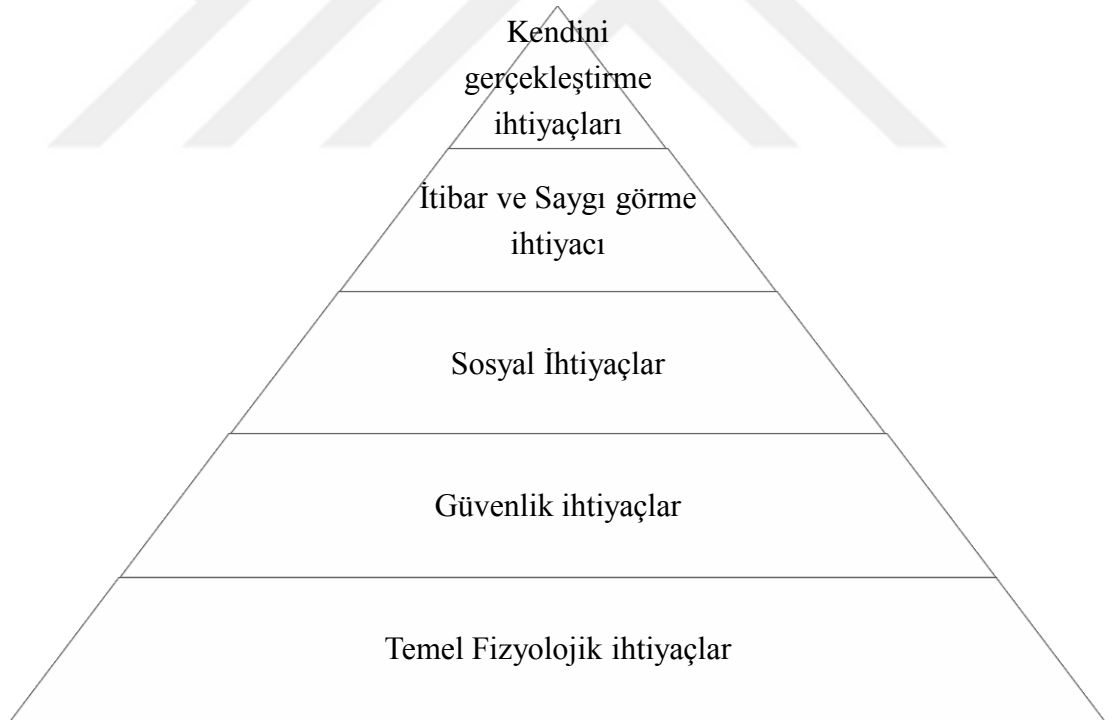 Kendini
gerçekleştirme
ihtiyaçları
İtibar ve Saygı görme
ihtiyacı
Sosyal İhtiyaçlar
Güvenlik ihtiyaçlar
Temel Fizyolojik ihtiyaçlar